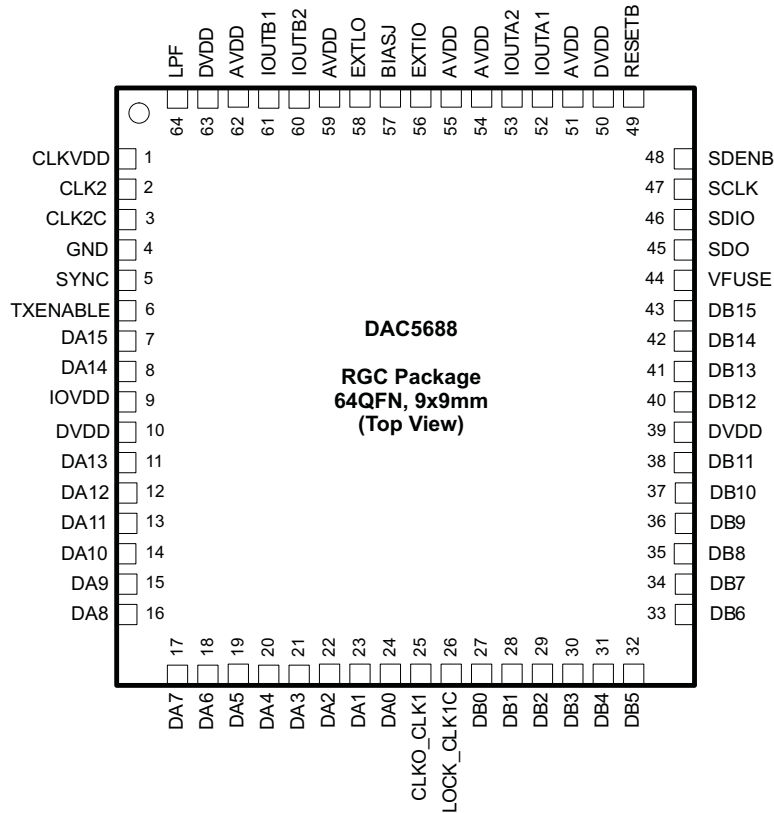 LPF
DVDD
AVDD
IOUTB1
IOUTB2
AVDD
EXTLO
BIASJ
EXTIO
AVDD
AVDD
IOUTA2
IOUTA1
AVDD
DVDD
RESETB
64
63
62
61
60
59
58
57
56
55
54
53
52
51
50
49
CLKVDD 1
CLK2 2
CLK2C 3
GND 4
SYNC 5
TXENABLE 6
DA15 7
DA14 8
IOVDD 9
DVDD 10
DA13 11
DA12 12
DA11 13
DA10 14
DA9 15
DA8 16
DAC5688
RGC Package
64QFN, 9x9mm
(Top View)
48 SDENB
47 SCLK
46 SDIO
45 SDO
44 VFUSE
43 DB15
42 DB14
41 DB13
40 DB12
39 DVDD
38 DB11
37 DB10
36 DB9
35 DB8
34 DB7
33 DB6
17
18
19
20
21
22
23
24
25
26
27
28
29
30
31
32
DA7
DA6
DA5
DA4
DA3
DA2
DA1
DA0
CLKO_CLK1
LOCK_CLK1C
DB0
DB1
DB2
DB3
DB4
DB5